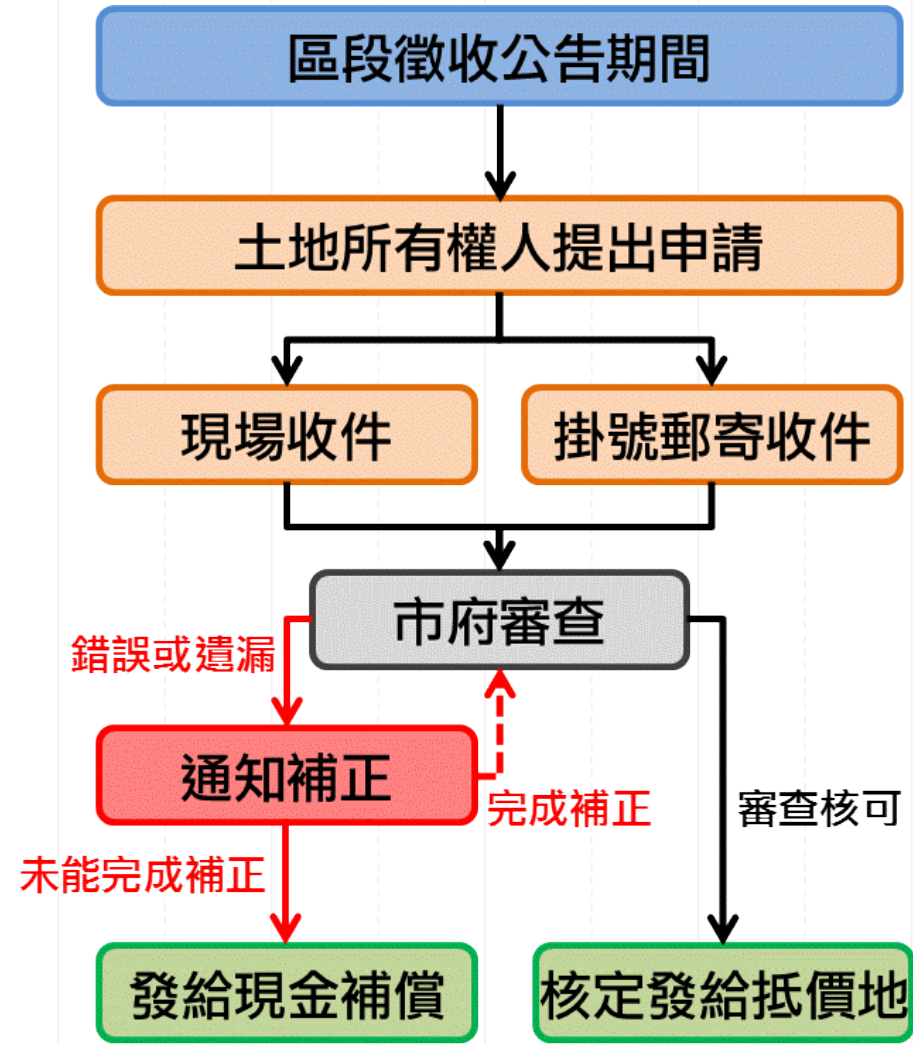 區段徵收公告期間
土地所有權人提出申請
現場收件
掛號郵寄收件
市府審查
錯誤或遺漏
通知補正
完成補正
審查核可
未能完成補正
發給現金補償
核定發給抵價地